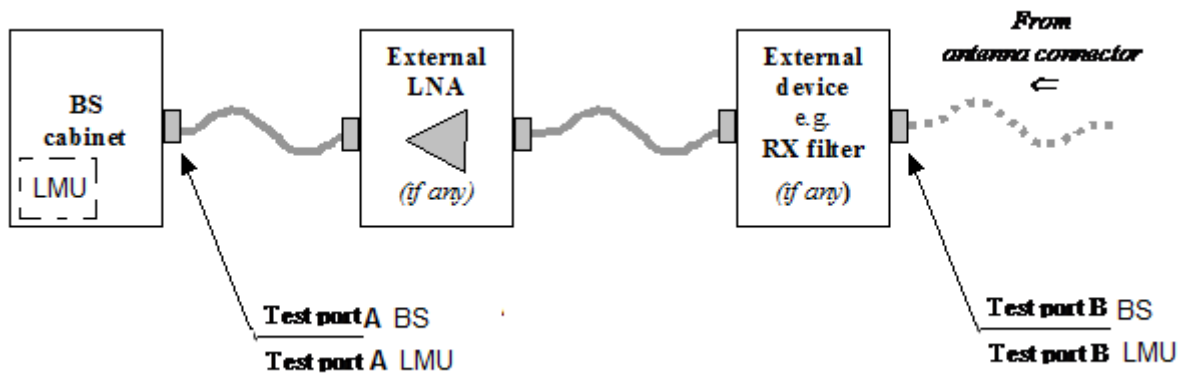 BS
cabinet
LMU
External
LNA
(if any)
External
device
e.g.
RX filter
(if any)
From
antenna connector
⇐
Test port A BS
Test port A LMU
Test port B BS
Test port B LMU